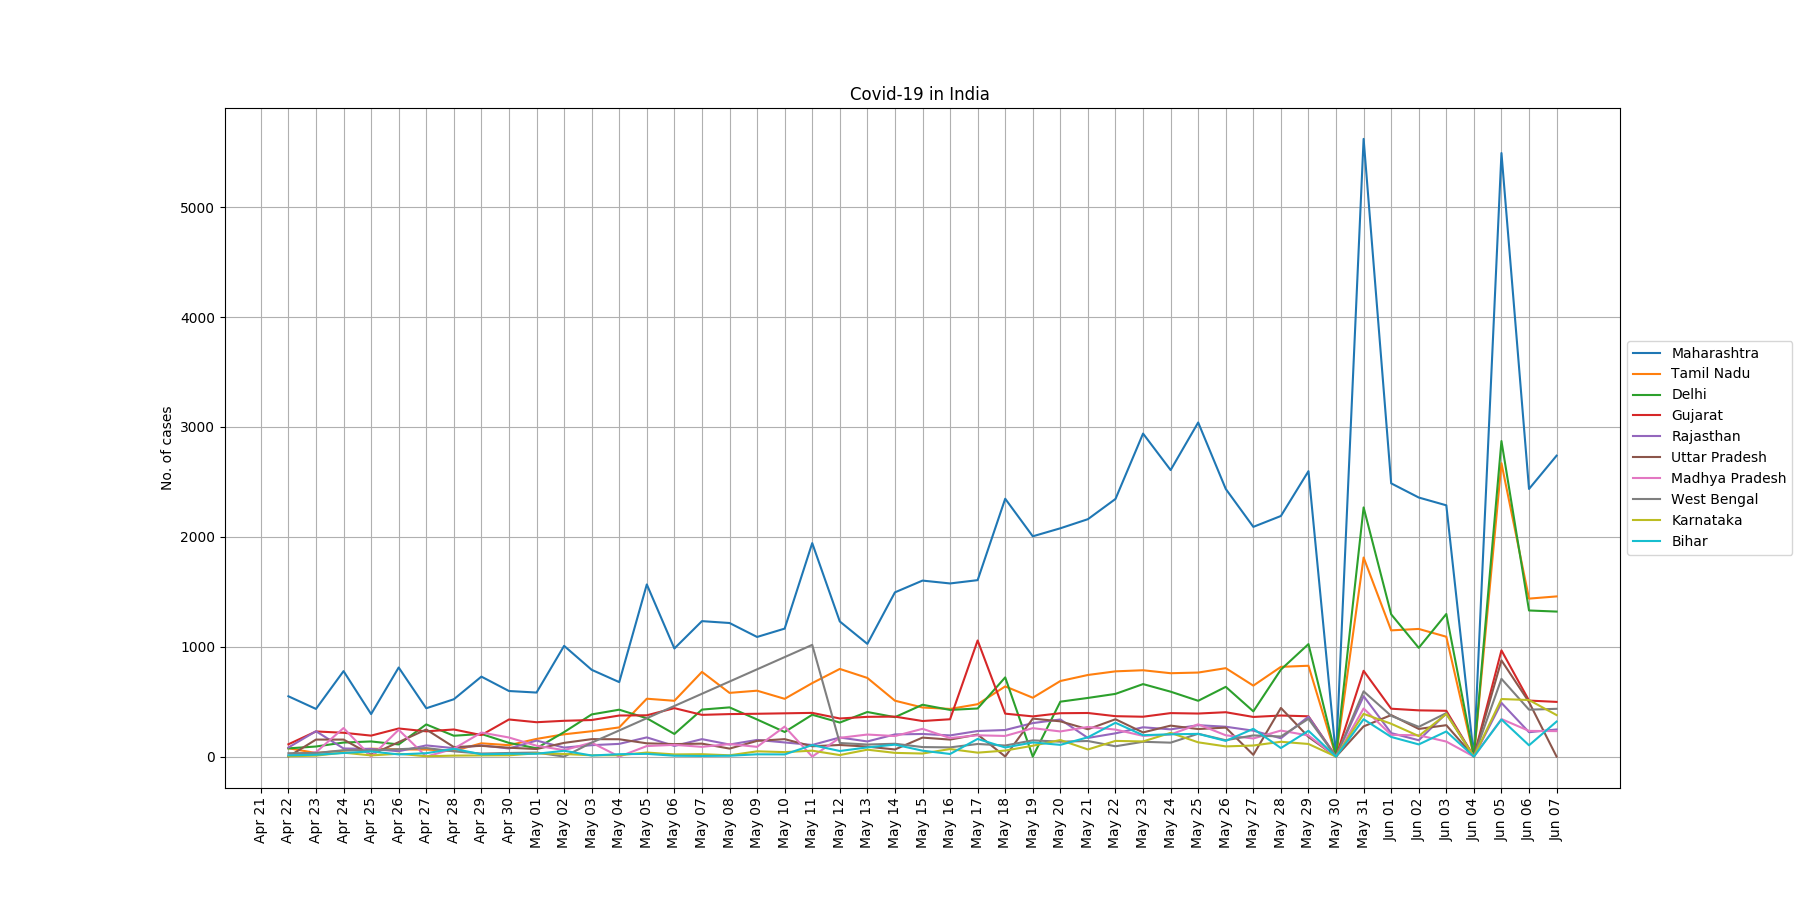 Covid-19 in India
No. of cases
5000
4000
3000
2000
1000
0
Apr 21
Apr 22
Apr 23
Apr 24
Apr 25
Apr 26
Apr 27
Apr 28
Apr 29
Apr 30
May 01
May 02
May 03
May 04
May 05
May 06
May 07
May 08
May 09
May 10
May 11
May 12
May 13
May 14
May 15
May 16
May 17
May 18
May 19
May 20
May 21
May 22
May 23
May 24
May 25
May 26
May 27
May 28
May 29
May 30
May 31
Jun 01
Jun 02
Jun 03
Jun 04
Jun 05
Jun 06
Jun 07
Maharashtra
Tamil Nadu
Delhi
Gujarat
Rajasthan
Uttar Pradesh
Madhya Pradesh
West Bengal
Karnataka
Bihar